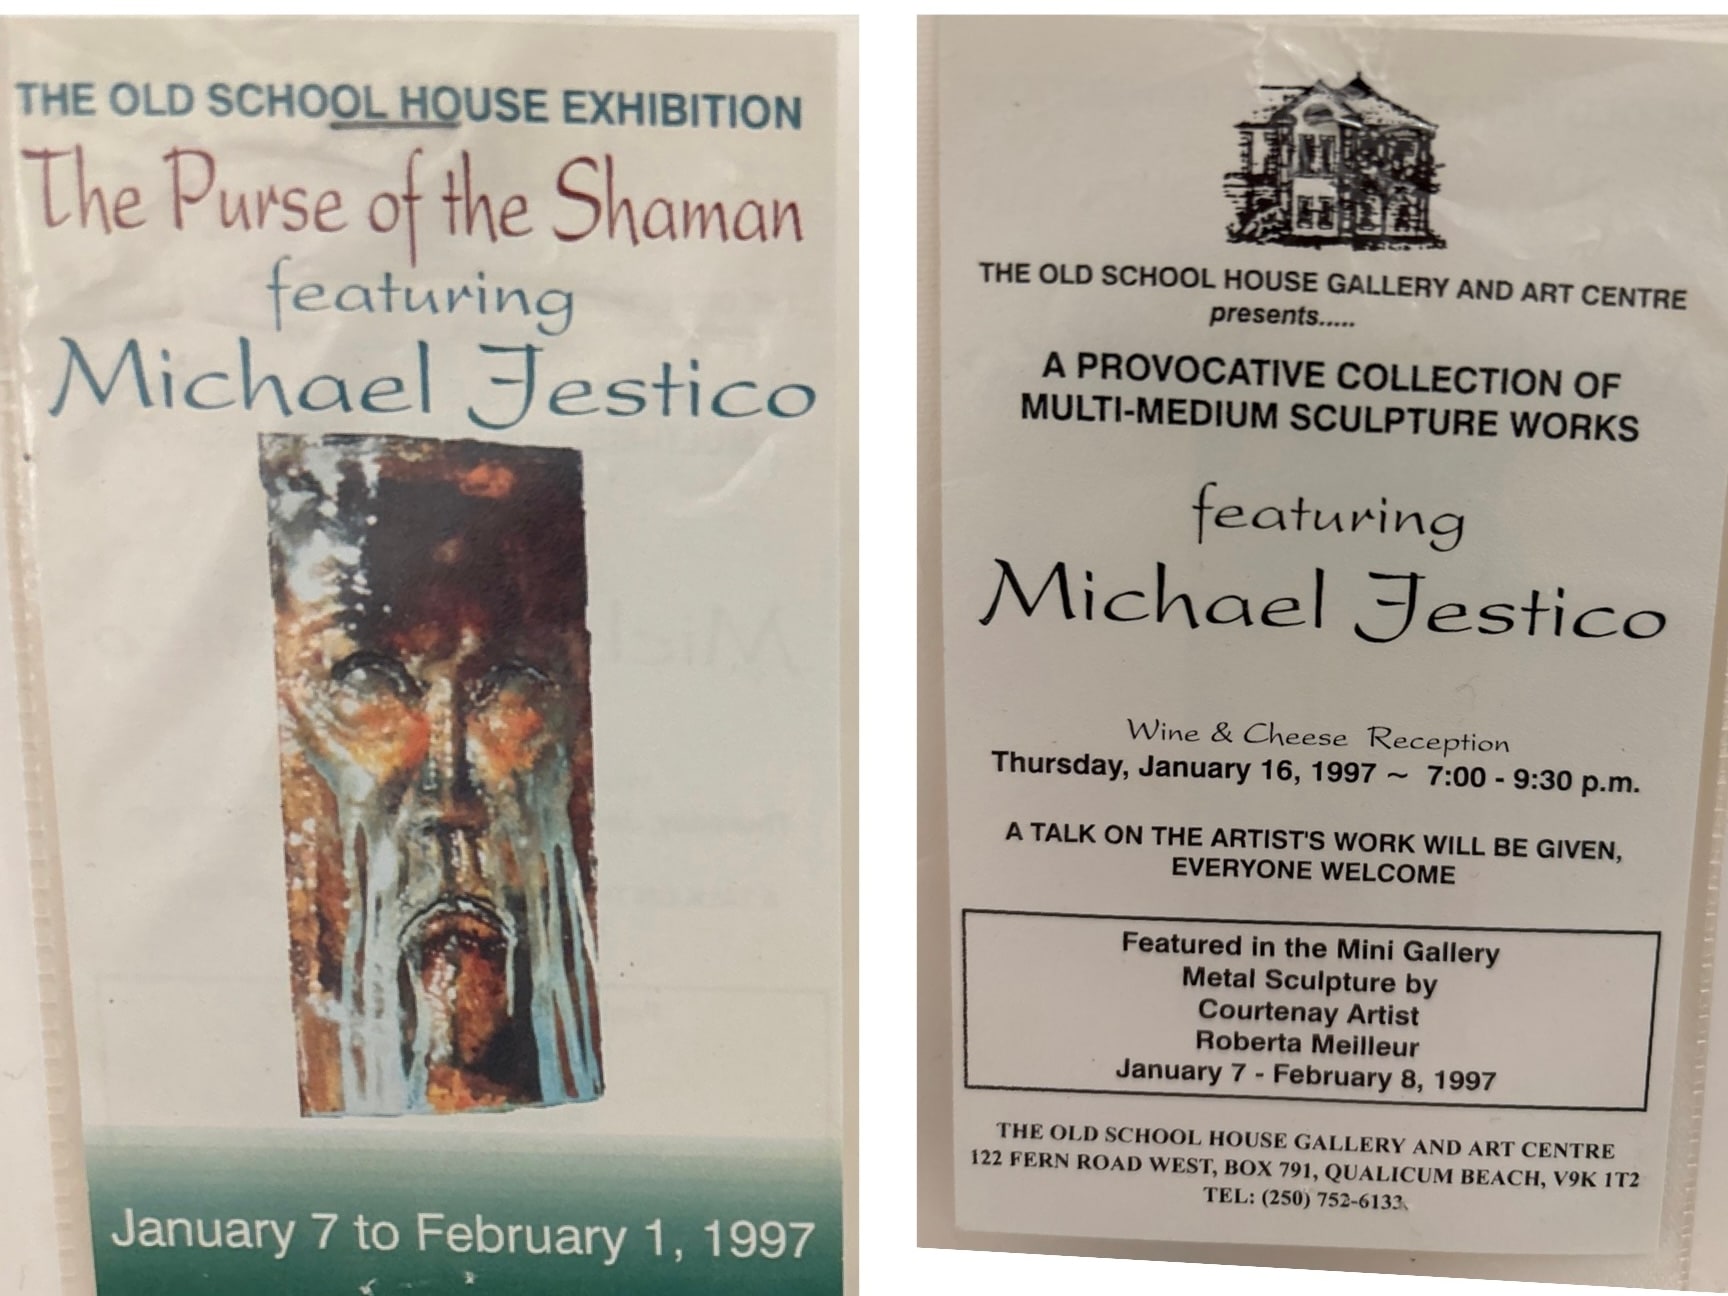 THE OLD SCHOOL HOUSE EXHIBITION
The Purse of the Shaman
featuring
Michael Jestico
January 7 to February 1, 1997
THE OLD SCHOOL HOUSE GALLERY AND ART CENTRE
presents.....
A PROVOCATIVE COLLECTION OF
MULTI-MEDIUM SCULPTURE WORKS
featuring
Michael Jestico
Wine & Cheese Reception
Thursday, January 16, 1997 ~ 7:00 - 9:30 p.m.
A TALK ON THE ARTIST'S WORK WILL BE GIVEN,
EVERYONE WELCOME
Featured in the Mini Gallery
Metal Sculpture by
Courtenay Artist
Roberta Meilleur
January 7 - February 8, 1997
THE OLD SCHOOL HOUSE GALLERY AND ART CENTRE
122 FERN ROAD WEST, BOX 791, QUALICUM BEACH, V9K 1T2
TEL: (250) 752-6133